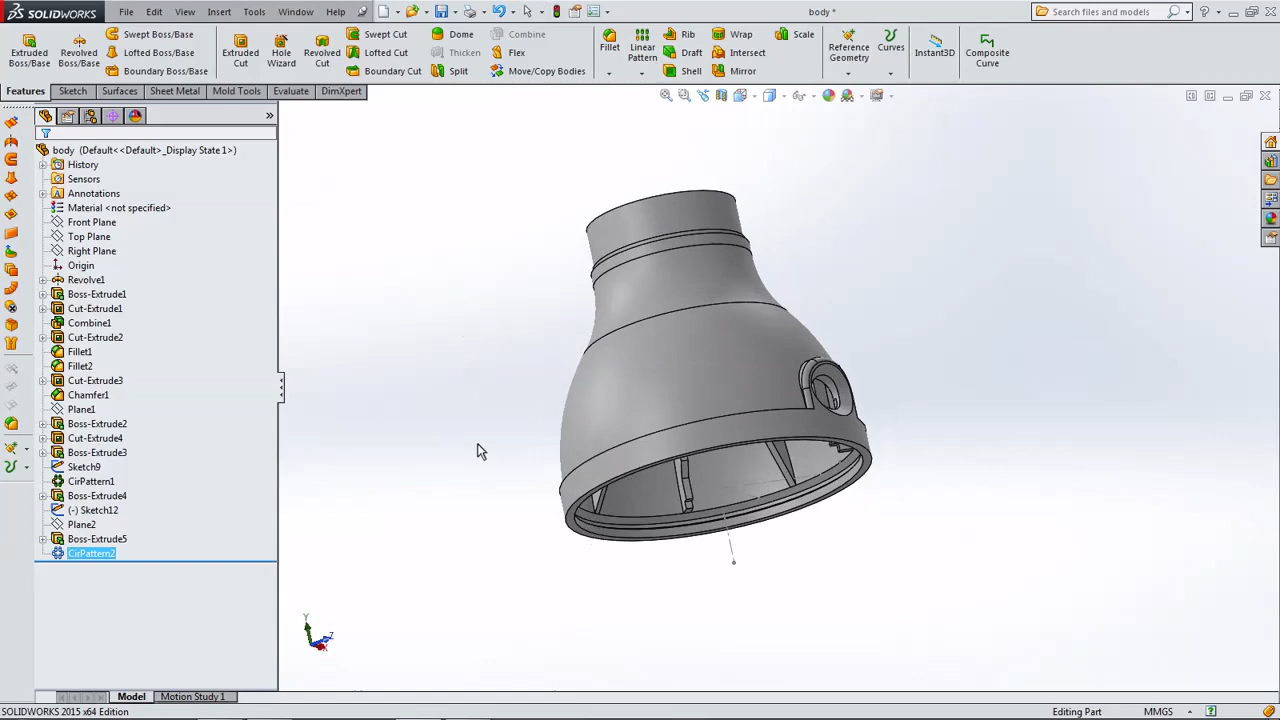 SOLIDWORKS File Edit View Insert Tools Window Help body * Search files and models
Extruded Boss/Base Revolved Boss/Base Swept Boss/Base Lofted Boss/Base Boundary Boss/Base Extruded Cut Hole Wizard Revolved Cut Swept Cut Lofted Cut Boundary Cut Dome Thicken Split Combine Flex Move/Copy Bodies Fillet Linear Pattern Rib Draft Shell Wrap Intersect Mirror Scale Reference Geometry Curves Instant3D Composite Curve
Features Sketch Surfaces Sheet Metal Mold Tools Evaluate DimXpert
body (Default<<Default>_Display State 1>)
History
Sensors
Annotations
Material <not specified>
Front Plane
Top Plane
Right Plane
Origin
Revolve1
Boss-Extrude1
Cut-Extrude1
Combine1
Cut-Extrude2
Fillet1
Fillet2
Cut-Extrude3
Chamfer1
Plane1
Boss-Extrude2
Cut-Extrude4
Boss-Extrude3
Sketch9
CirPattern1
Boss-Extrude4
(-) Sketch12
Plane2
Boss-Extrude5
CirPattern2
Y
Z
X
Model Motion Study 1
SOLIDWORKS 2015 x64 Edition Editing Part MMGS